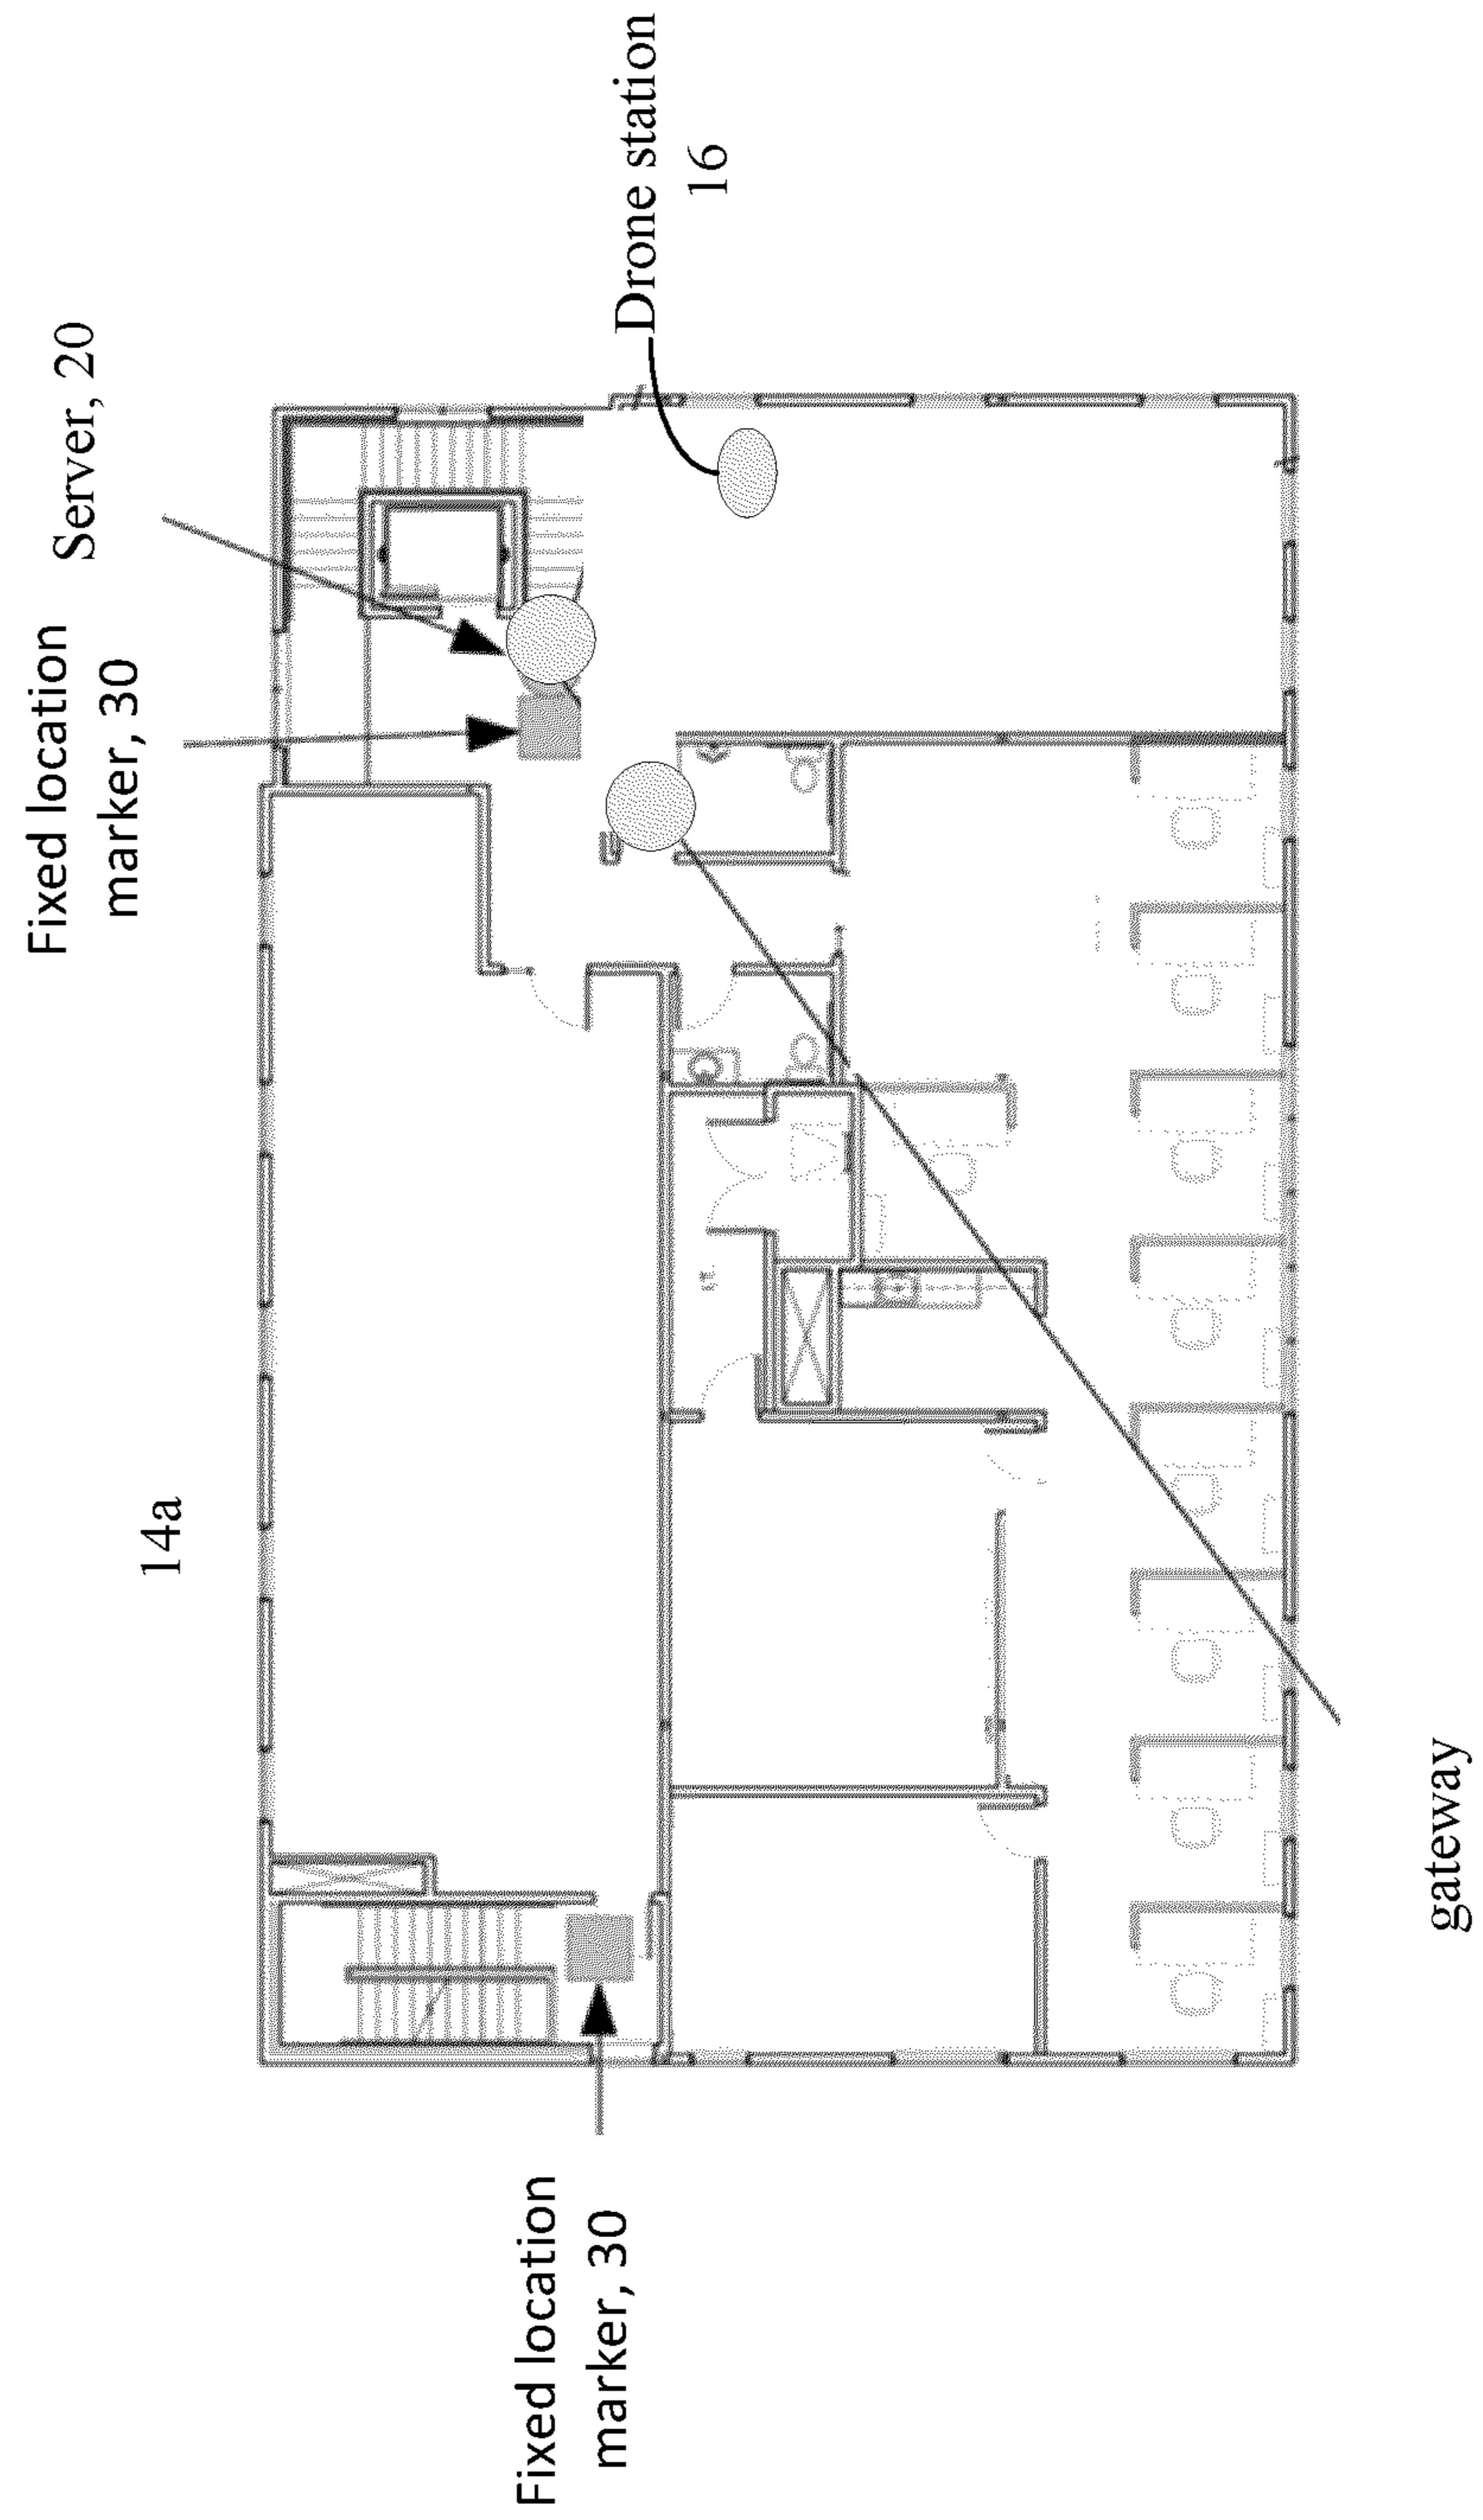 14a
Fixed location
marker, 30
Server, 20
Fixed location
marker, 30
Drone station
16
gateway